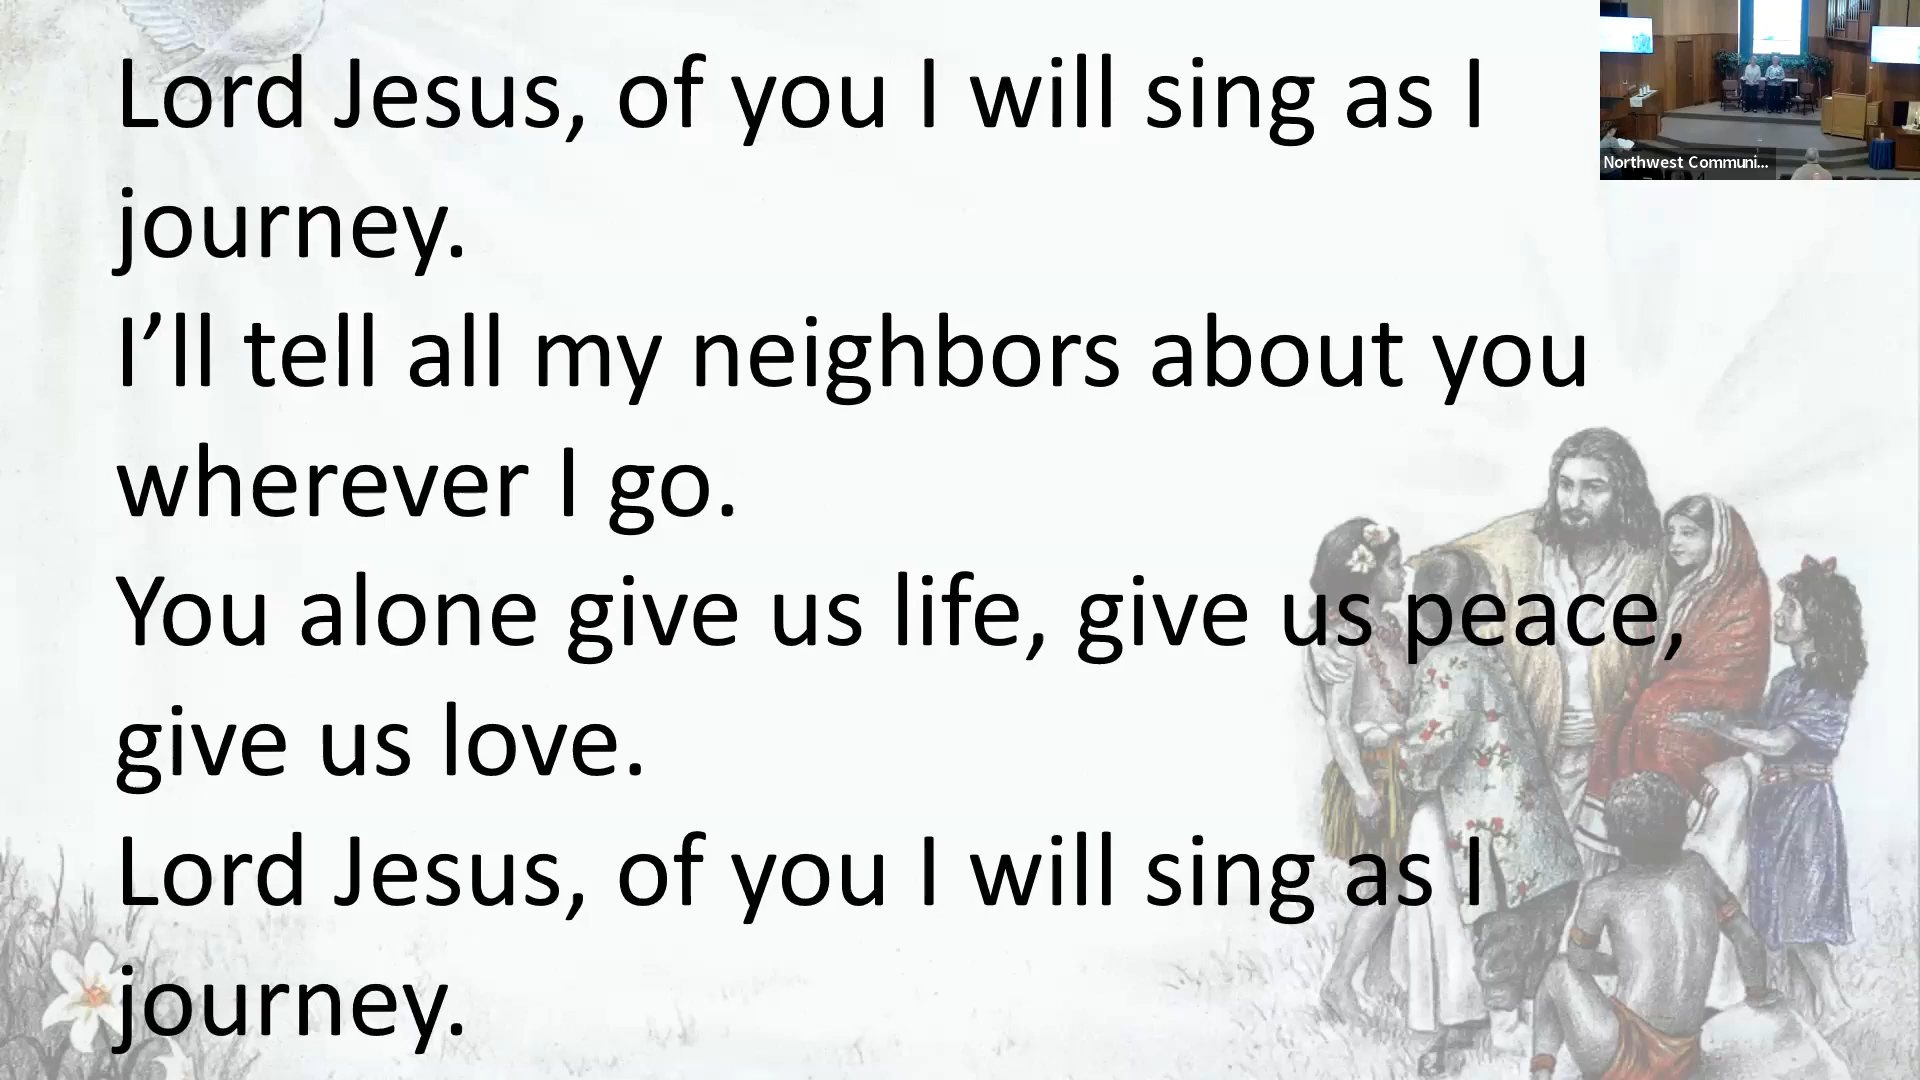 Lord Jesus, of you I will sing as I
journey.
I’ll tell all my neighbors about you
wherever I go.
You alone give us life, give us peace,
give us love.
Lord Jesus, of you I will sing as I
journey.
Northwest Communi...